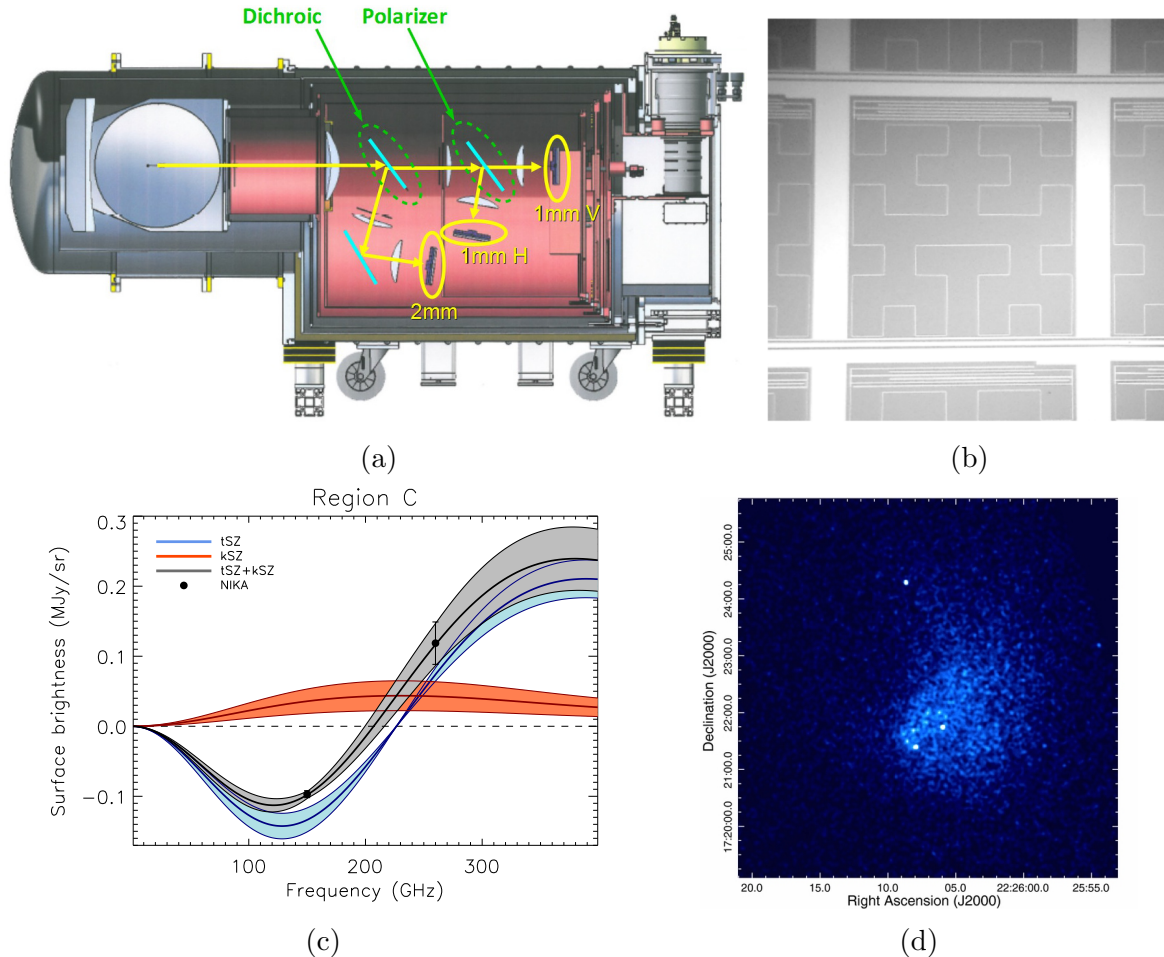 Dichroic Polarizer
1mm V
1mm H
2mm
(a)
(b)
Region C
Surface brightness (MJy/sr)
0.3
0.2
0.1
0.0
−0.1
tSZ
kSZ
tSZ+kSZ
NIKA
100 200 300
Frequency (GHz)
(c)
Declination (J2000)
25:00.0
24:00.0
23:00.0
22:00.0
21:00.0
17:20:00.0
20.0 15.0 10.0 05.0 22:26:00.0 25:55.0
Right Ascension (J2000)
(d)